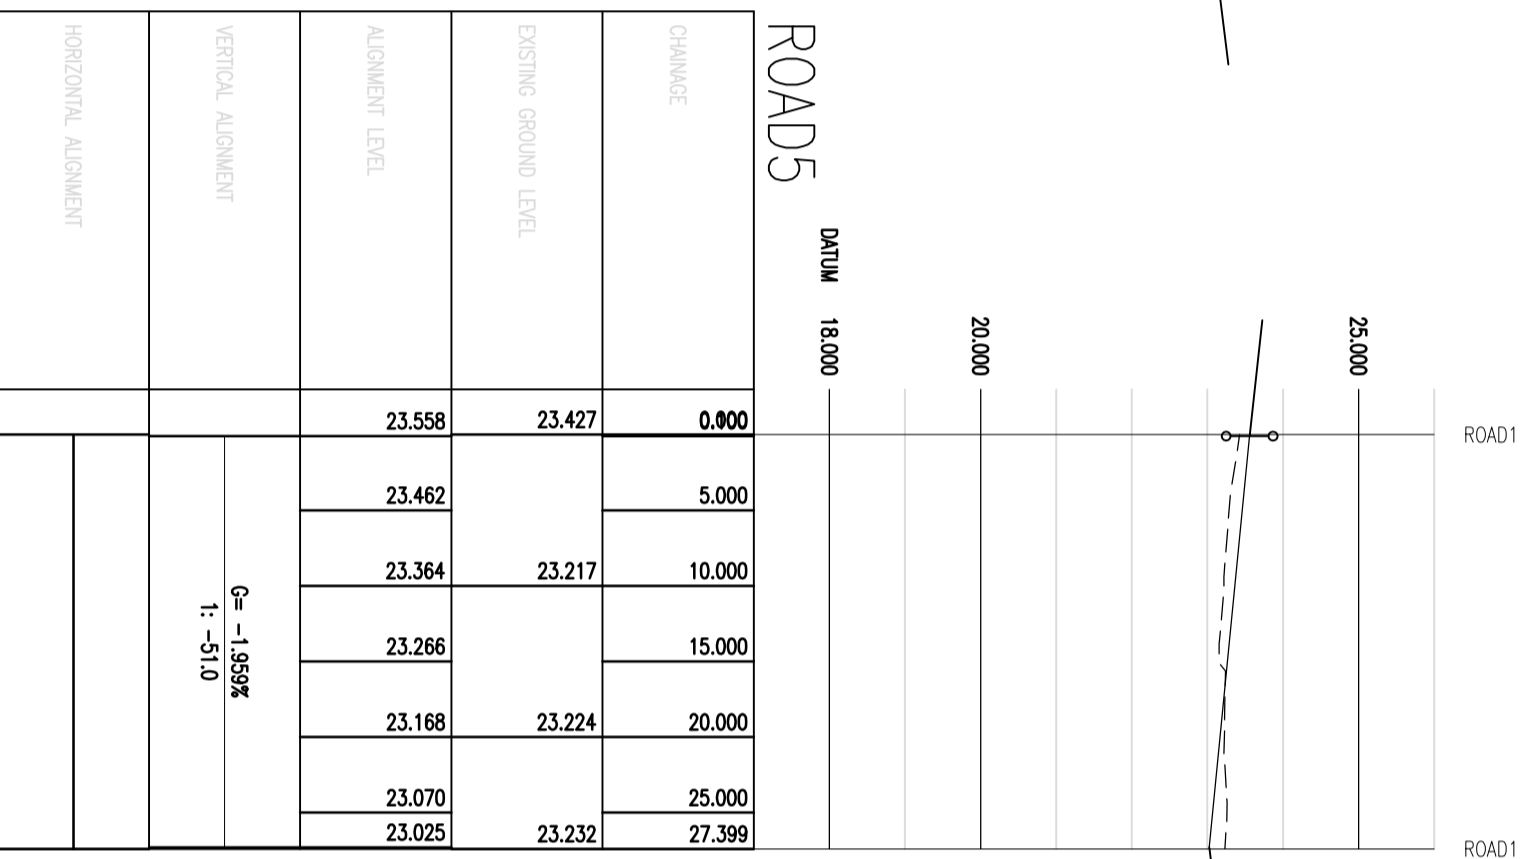 ROAD5
DATUM 18.000
20.000
25.000
ROAD1
ROAD1
CHAINAGE
5.000
10.000
15.000
20.000
25.000
27.399
EXISTING GROUND LEVEL
23.427
23.217
23.224
23.232
ALIGNMENT LEVEL
23.558
23.462
23.364
23.266
23.168
23.070
23.025
VERTICAL ALIGNMENT
G= -1.959%
1: -51.0
HORIZONTAL ALIGNMENT